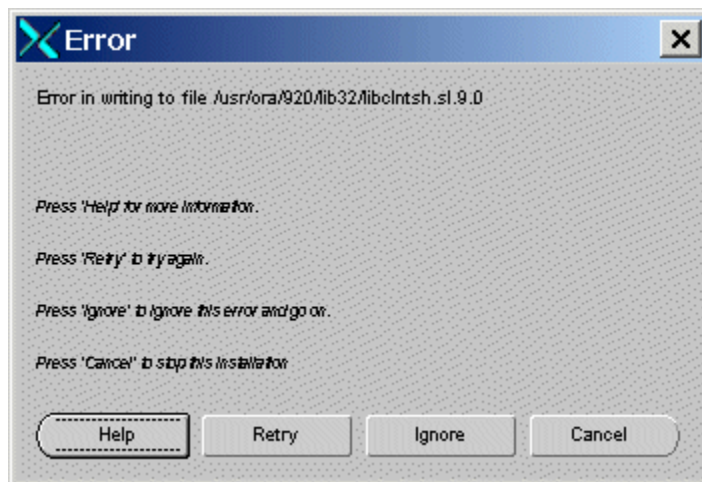 Error
Error in writing to file /usr/ora/920/lib32/libclntsh.sl.9.0
Press 'Help' for more information.
Press 'Retry' to try again.
Press 'Ignore' to ignore this error and go on.
Press 'Cancel' to stop this installation
Help Retry Ignore Cancel